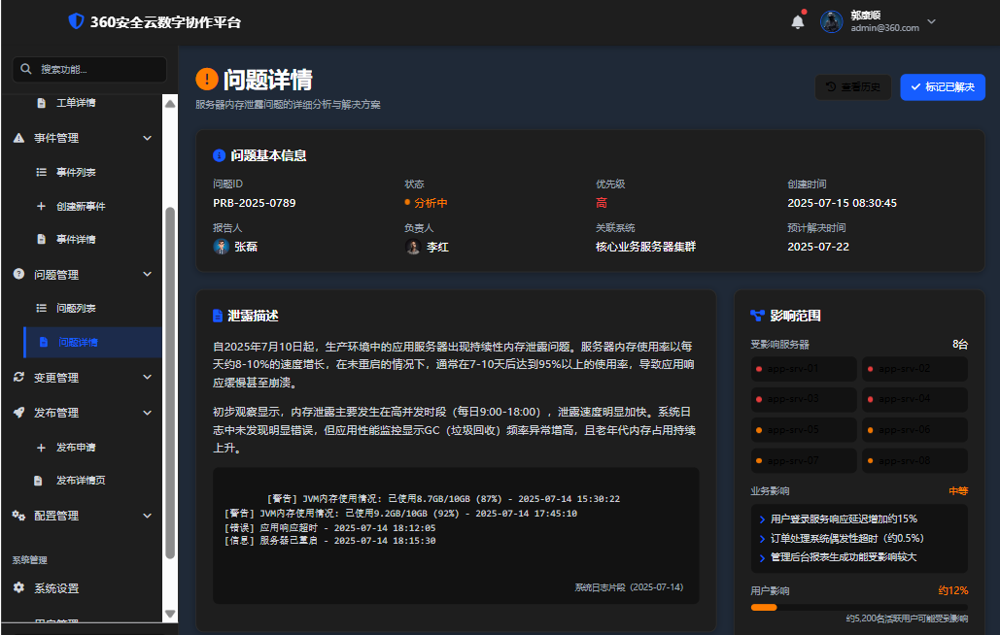 360安全云数字协作平台
郭康顺
admin@360.com
搜索功能...
工单详情
事件管理
事件列表
创建新事件
事件详情
问题管理
问题列表
问题详情
变更管理
发布管理
发布申请
发布详情页
配置管理
系统管理
系统设置
用户管理
问题详情
服务器内存泄露问题的详细分析与解决方案
查看历史
标记已解决
问题基本信息
问题ID
状态
优先级
创建时间
PRB-2025-0789
分析中
高
2025-07-15 08:30:45
报告人
负责人
关联系统
预计解决时间
张磊
李红
核心业务服务器集群
2025-07-22
泄露描述
自2025年7月10日起，生产环境中的应用服务器出现持续性内存泄露问题。服务器内存使用率以每
天约8-10%的速度增长，在未重启的情况下，通常在7-10天后达到95%以上的使用率，导致应用响
应缓慢甚至崩溃。
初步观察显示，内存泄露主要发生在高并发时段（每日9:00-18:00），泄露速度明显加快。系统日
志中未发现明显错误，但应用性能监控显示GC（垃圾回收）频率异常增高，且老年代内存占用持续
上升。
[警告] JVM内存使用情况: 已使用8.7GB/10GB (87%) - 2025-07-14 15:30:22
[警告] JVM内存使用情况: 已使用9.2GB/10GB (92%) - 2025-07-14 17:45:10
[错误] 应用响应超时 - 2025-07-14 18:12:05
[信息] 服务器已重启 - 2025-07-14 18:15:30
系统日志片段（2025-07-14）
影响范围
受影响服务器
8台
app-srv-01
app-srv-02
app-srv-03
app-srv-04
app-srv-05
app-srv-06
app-srv-07
app-srv-08
业务影响
中等
用户登录服务响应延迟增加约15%
订单处理系统偶发性超时（约0.5%）
管理后台报表生成功能受影响较大
用户影响
约12%
约5,200名活跃用户可能受到影响